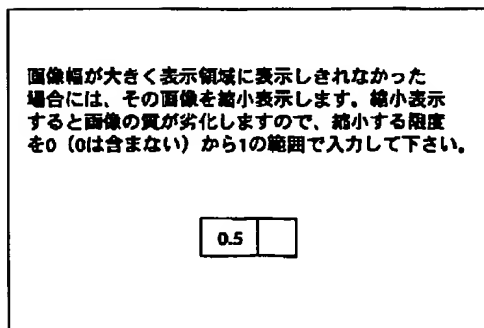 画像幅が大きく表示領域に表示しきれなかった
場合には、その画像を縮小表示します。縮小表示
すると画像の質が劣化しますので、縮小する限度
を0（0は含まない）から1の範囲で入力して下さい。
0.5